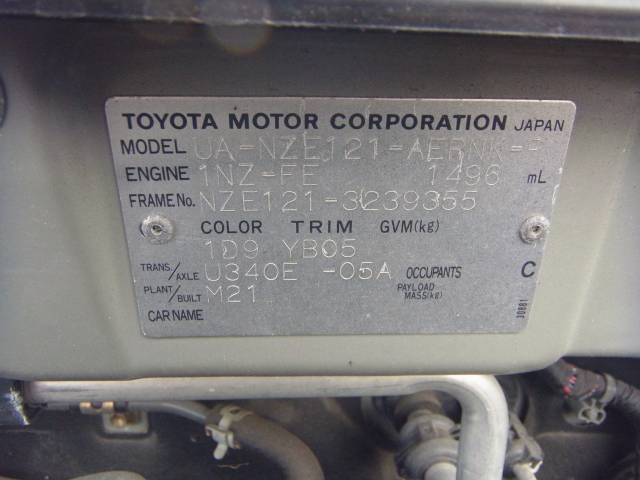 TOYOTA MOTOR CORPORATION JAPAN
MODEL UA-NZE121-AEPNK-
ENGINE 1NZ-FE 1496 mL
FRAME No. NZE121-3239355
COLOR TRIM GVM(kg)
1D9 YB05
TRANS/AXLE U340E -05A OCCUPANTS C
PLANT/BUILT M21 PAYLOAD MASS(kg)
CAR NAME
30881